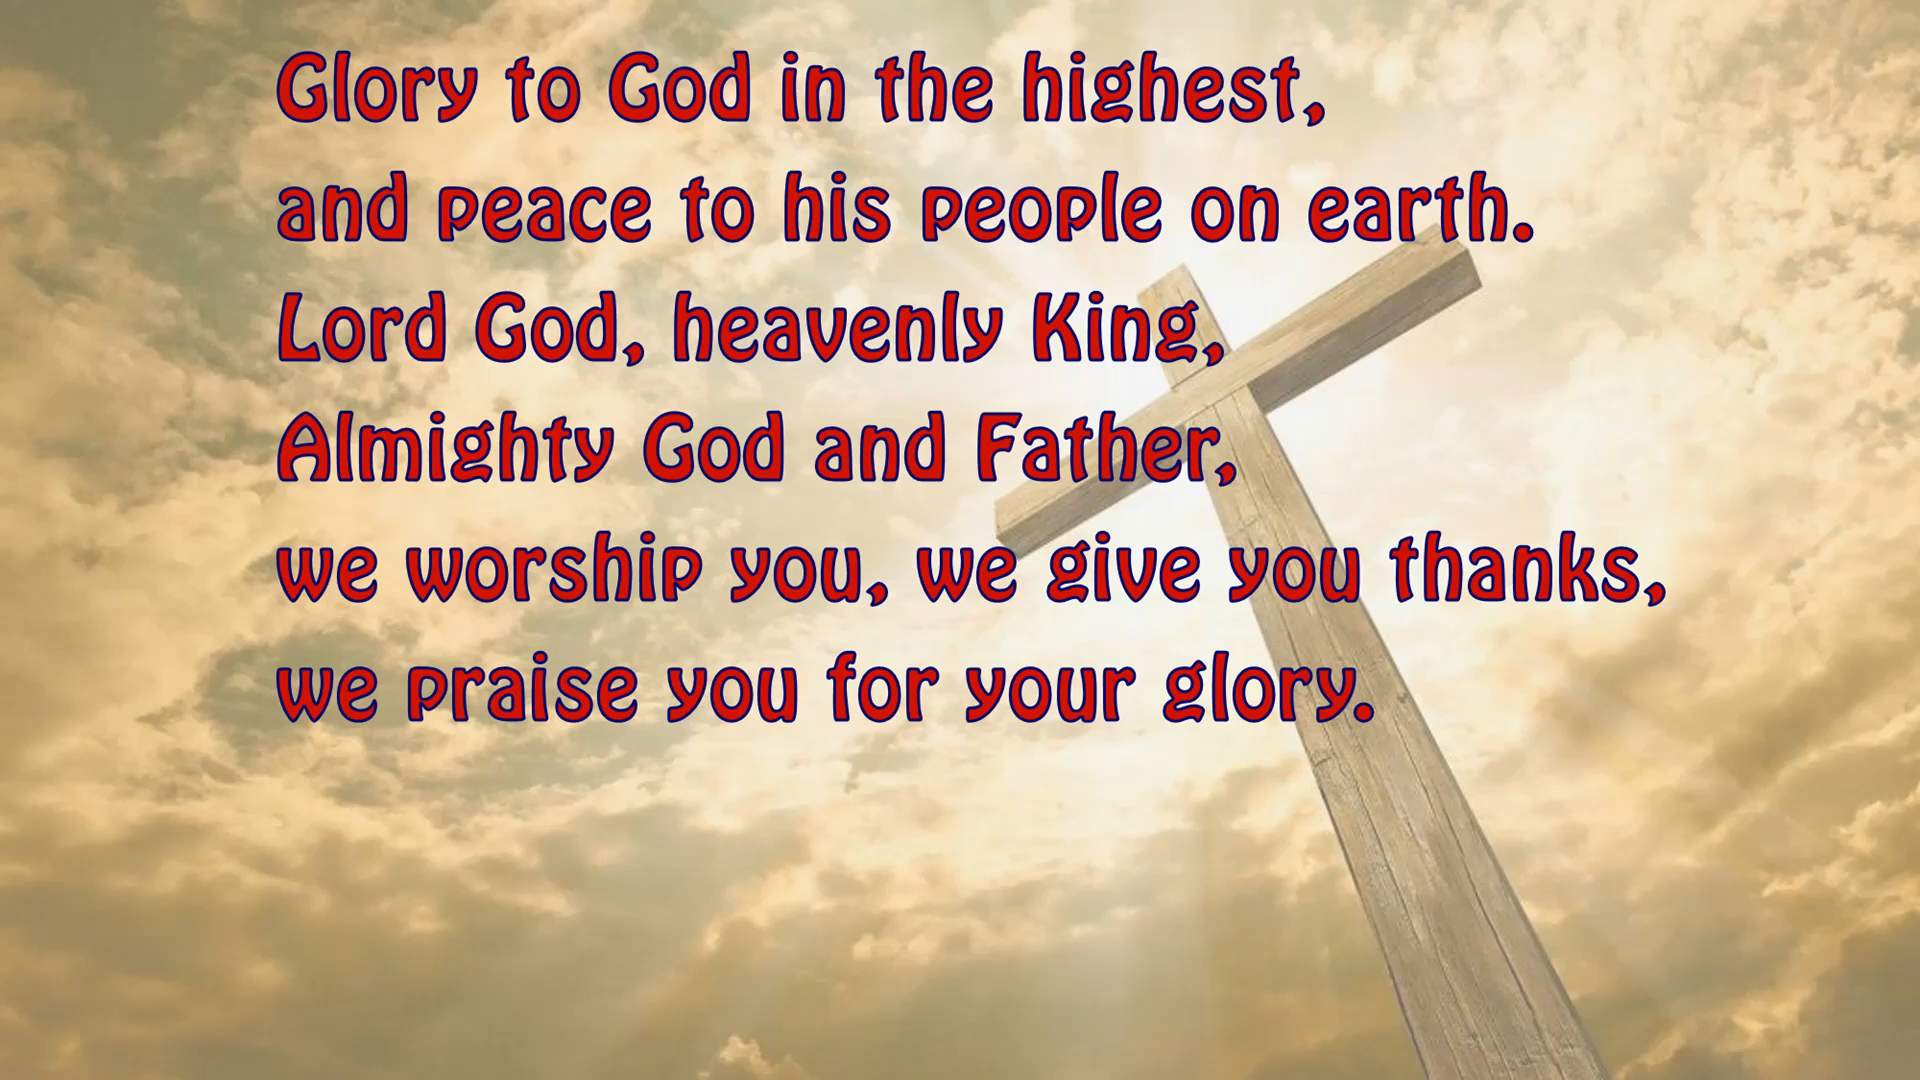 Glory to God in the highest,
and peace to his people on earth.
Lord God, heavenly King,
Almighty God and Father,
we worship you, we give you thanks,
we praise you for your glory.